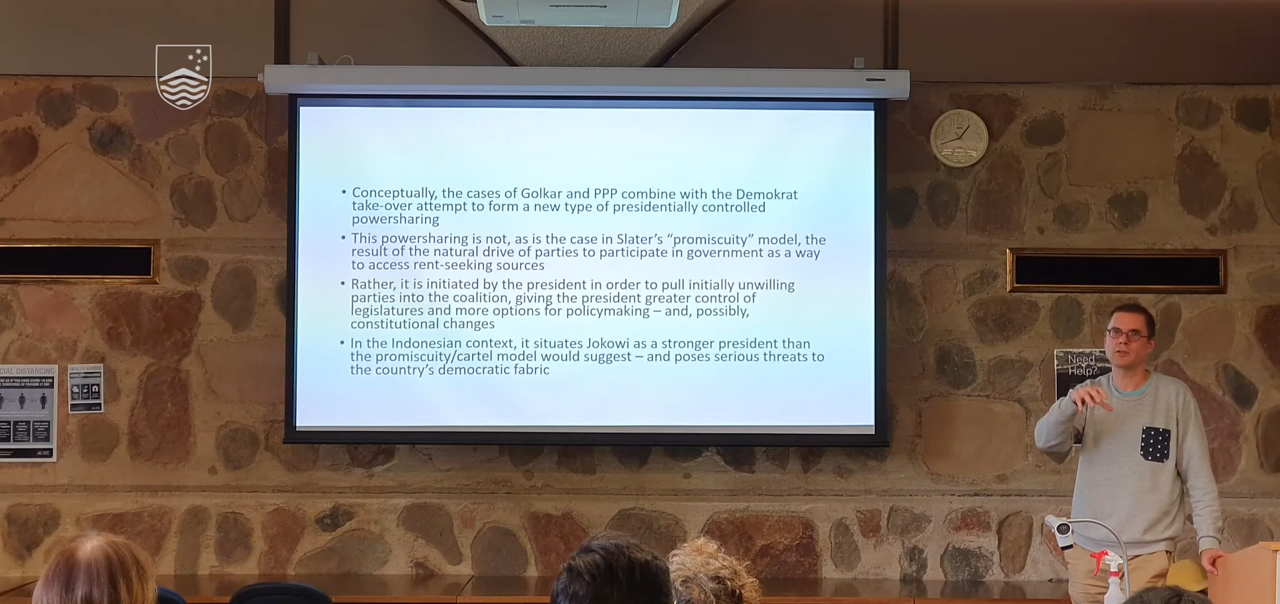 • Conceptually, the cases of Golkar and PPP combine with the Demokrat
take-over attempt to form a new type of presidentially controlled
powersharing
• This powersharing is not, as is the case in Slater's "promiscuity" model, the
result of the natural drive of parties to participate in government as a way
to access rent-seeking sources
• Rather, it is initiated by the president in order to pull initially unwilling
parties into the coalition, giving the president greater control of
legislatures and more options for policymaking – and, possibly,
constitutional changes
• In the Indonesian context, it situates Jokowi as a stronger president than
the promiscuity/cartel model would suggest – and poses serious threats to
the country's democratic fabric
Need
Help?
CIAL DISTANCING